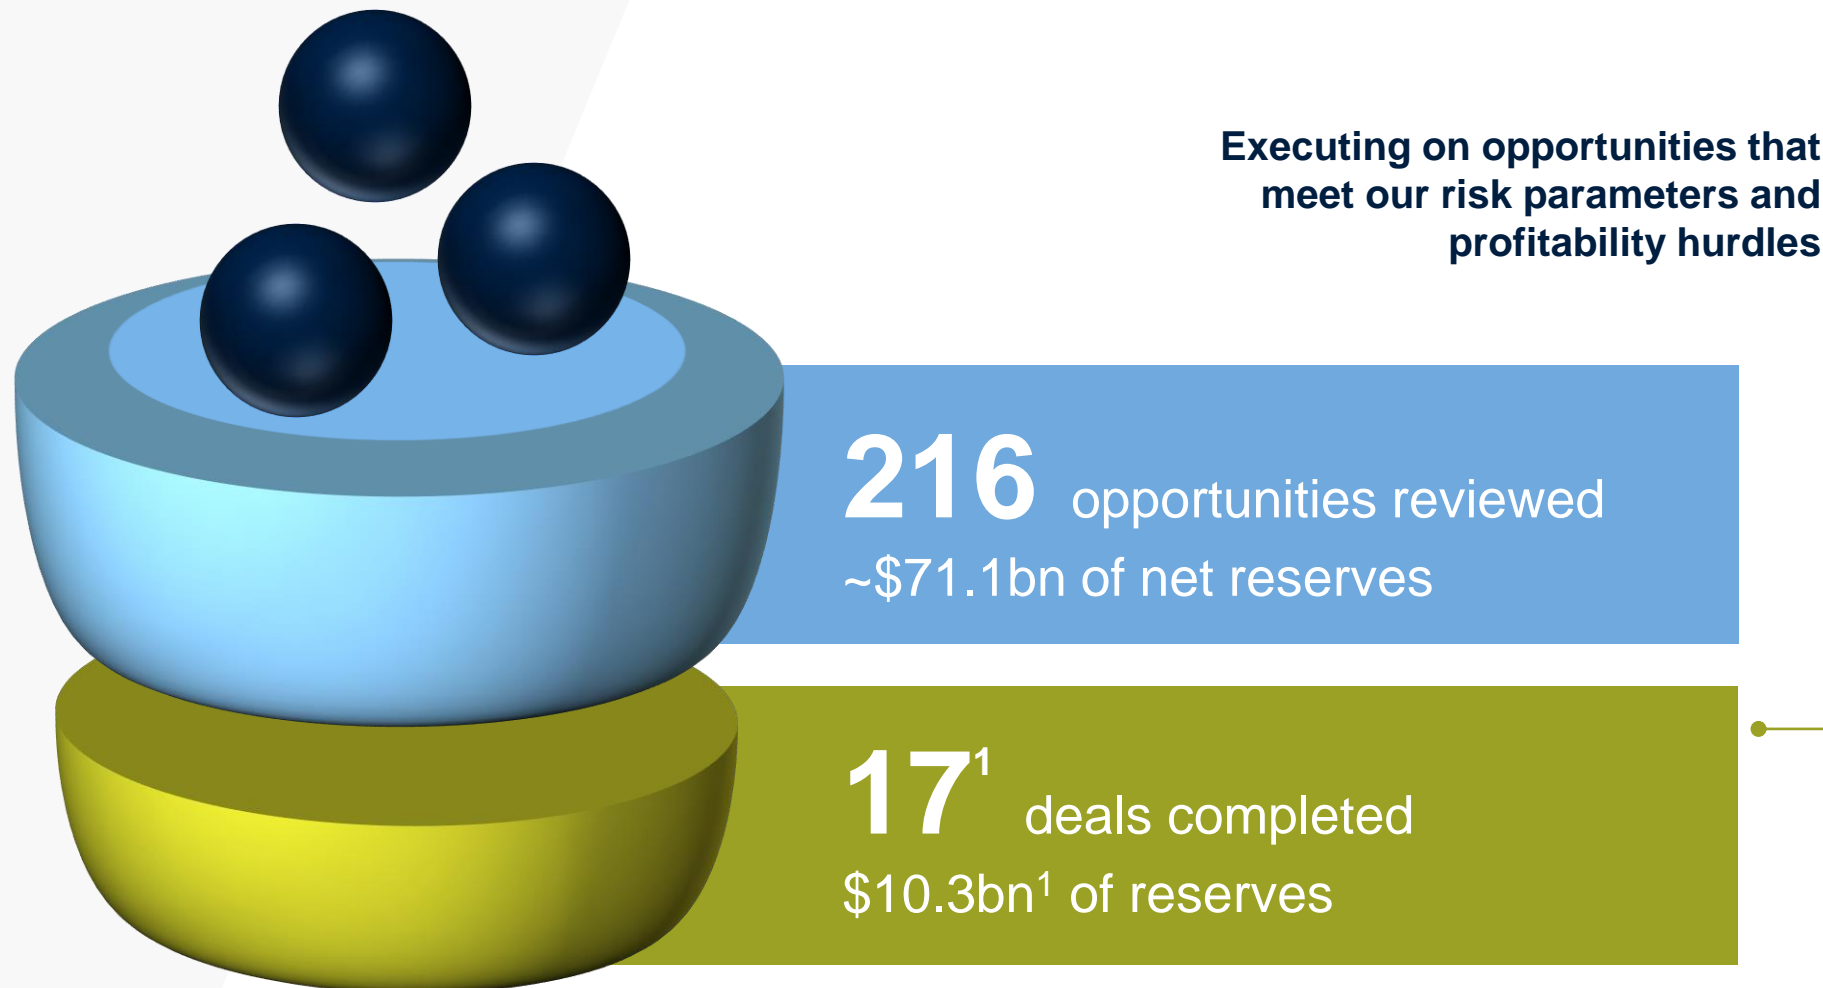 Executing on opportunities that
meet our risk parameters and
profitability hurdles
216 opportunities reviewed
~$71.1bn of net reserves
17¹ deals completed
$10.3bn¹ of reserves